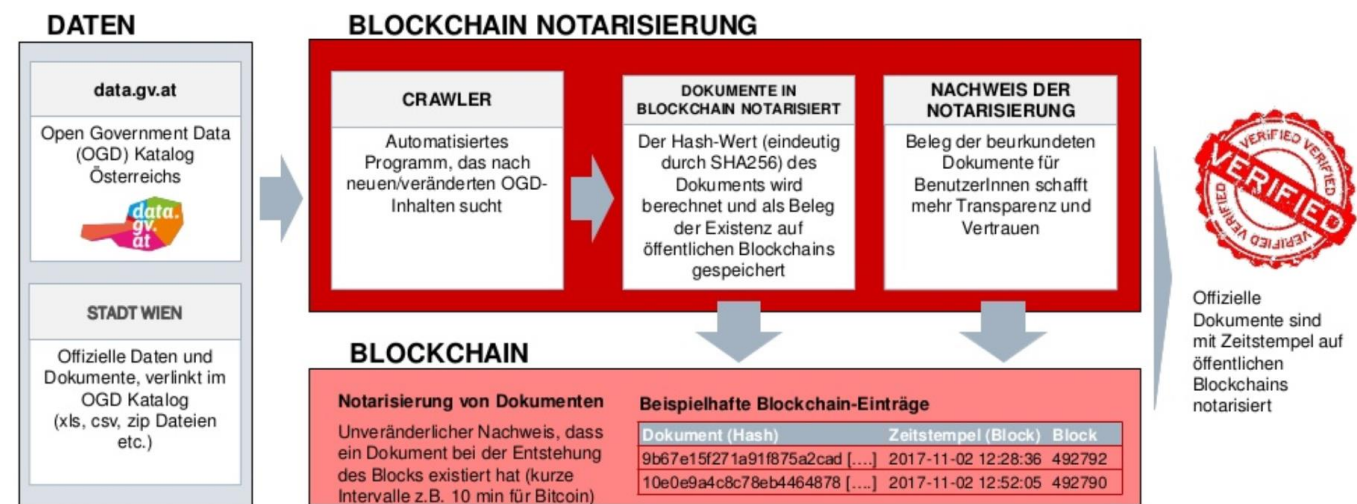 DATEN
data.gv.at
Open Government Data
(OGD) Katalog
Österreichs
data.
gv.
at
STADT WIEN
Offizielle Daten und
Dokumente, verlinkt im
OGD Katalog
(xls, csv, zip Dateien
etc.)
BLOCKCHAIN NOTARISIERUNG
CRAWLER
Automatisiertes
Programm, das nach
neuen/veränderten OGD-
Inhalten sucht
DOKUMENTE IN
BLOCKCHAIN NOTARISIERT
Der Hash-Wert (eindeutig
durch SHA256) des
Dokuments wird
berechnet und als Beleg
der Existenz auf
öffentlichen Blockchains
gespeichert
NACHWEIS DER
NOTARISIERUNG
Beleg der beurkundeten
Dokumente für
BenutzerInnen schafft
mehr Transparenz und
Vertrauen
BLOCKCHAIN
Notarisierung von Dokumenten
Unveränderlicher Nachweis, dass
ein Dokument bei der Entstehung
des Blocks existiert hat (kurze
Intervalle z.B. 10 min für Bitcoin)
Beispielhafte Blockchain-Einträge
Dokument (Hash) Zeitstempel (Block) Block
9b67e15f271a91f875a2cad [....] 2017-11-02 12:28:36 492792
10e0e9a4c8c78eb4464878 [....] 2017-11-02 12:52:05 492790
VERIFIED VERIFIED
VERIFIED
VERIFIED VERIFIED
Offizielle
Dokumente sind
mit Zeitstempel auf
öffentlichen
Blockchains
notarisiert